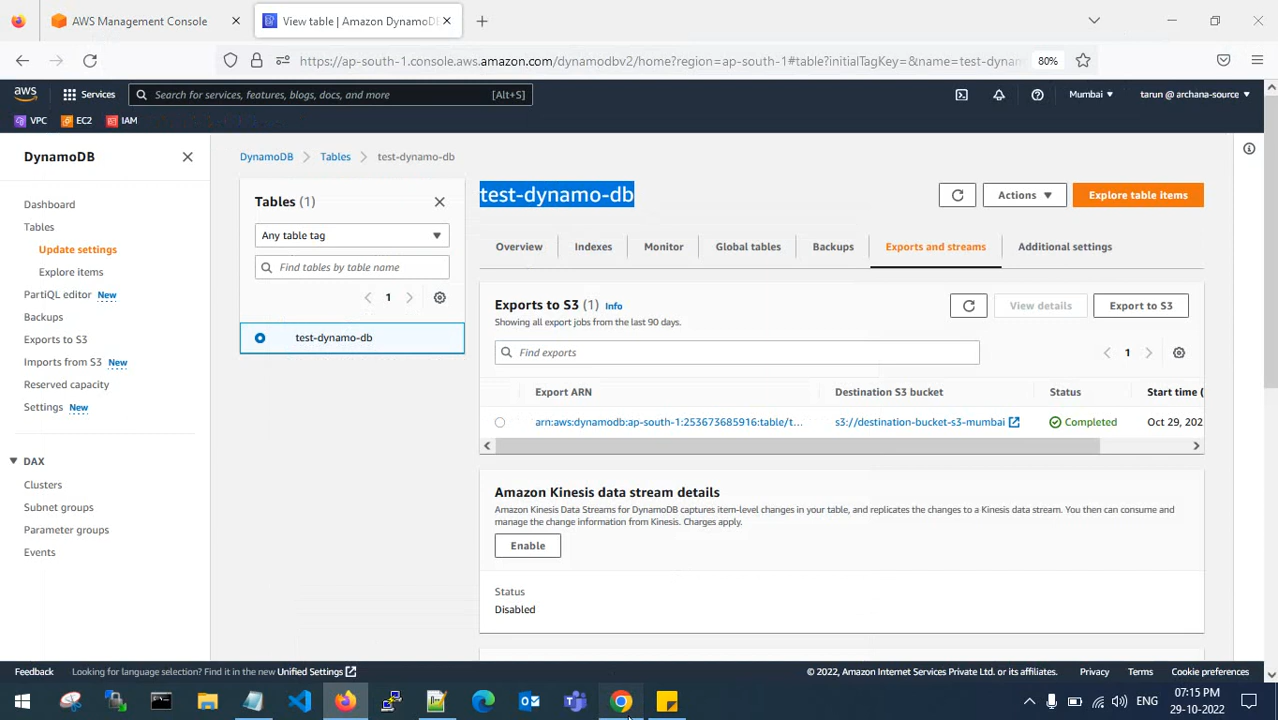 AWS Management Console
View table | Amazon DynamoDB
https://ap-south-1.console.aws.amazon.com/dynamodbv2/home?region=ap-south-1#table?initialTagKey=&name=test-dynam
80%
aws
Services
Search for services, features, blogs, docs, and more
[Alt+S]
Mumbai
tarun @ archana-source
VPC
EC2
IAM
DynamoDB
Dashboard
Tables
Update settings
Explore items
PartiQL editor New
Backups
Exports to S3
Imports from S3 New
Reserved capacity
Settings New
DAX
Clusters
Subnet groups
Parameter groups
Events
DynamoDB
Tables
test-dynamo-db
Tables (1)
Any table tag
Find tables by table name
1
test-dynamo-db
test-dynamo-db
Actions
Explore table items
Overview
Indexes
Monitor
Global tables
Backups
Exports and streams
Additional settings
Exports to S3 (1) Info
Showing all export jobs from the last 90 days.
View details
Export to S3
Find exports
1
Export ARN
Destination S3 bucket
Status
Start time (
arn:aws:dynamodb:ap-south-1:253673685916:table/t...
s3://destination-bucket-s3-mumbai
Completed
Oct 29, 202
Amazon Kinesis data stream details
Amazon Kinesis Data Streams for DynamoDB captures item-level changes in your table, and replicates the changes to a Kinesis data stream. You then can consume and
manage the change information from Kinesis. Charges apply.
Enable
Status
Disabled
Feedback
Looking for language selection? Find it in the new Unified Settings
© 2022, Amazon Internet Services Private Ltd. or its affiliates.
Privacy
Terms
Cookie preferences
ENG
07:15 PM
29-10-2022